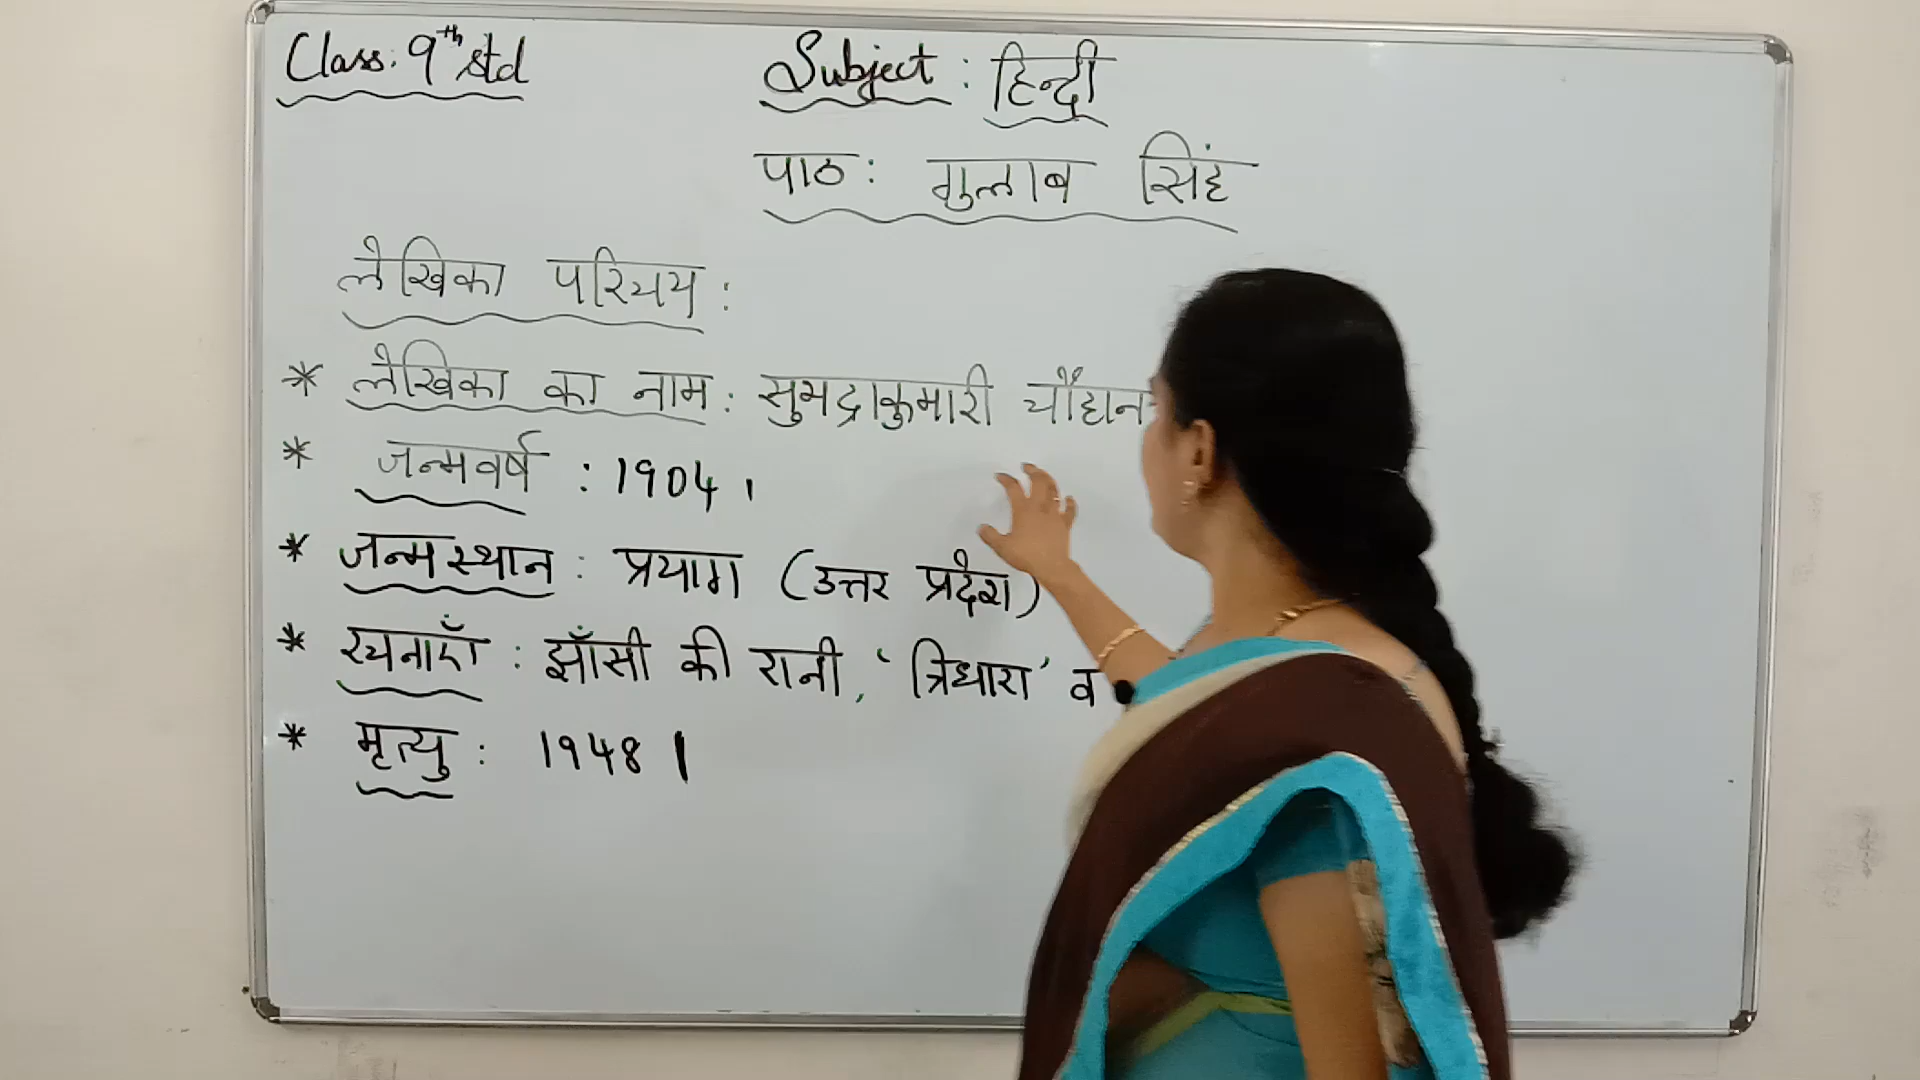 Class: 9th std
Subject : हिन्दी
पाठ : गुलाब सिंह
लेखिका परिचय :
* लेखिका का नाम : सुभद्राकुमारी चौहान
* जन्मवर्ष : 1904।
* जन्मस्थान : प्रयाग (उत्तर प्रदेश)
* रचनाएँ : झाँसी की रानी, 'त्रिधारा' व
* मृत्यु : 1948।